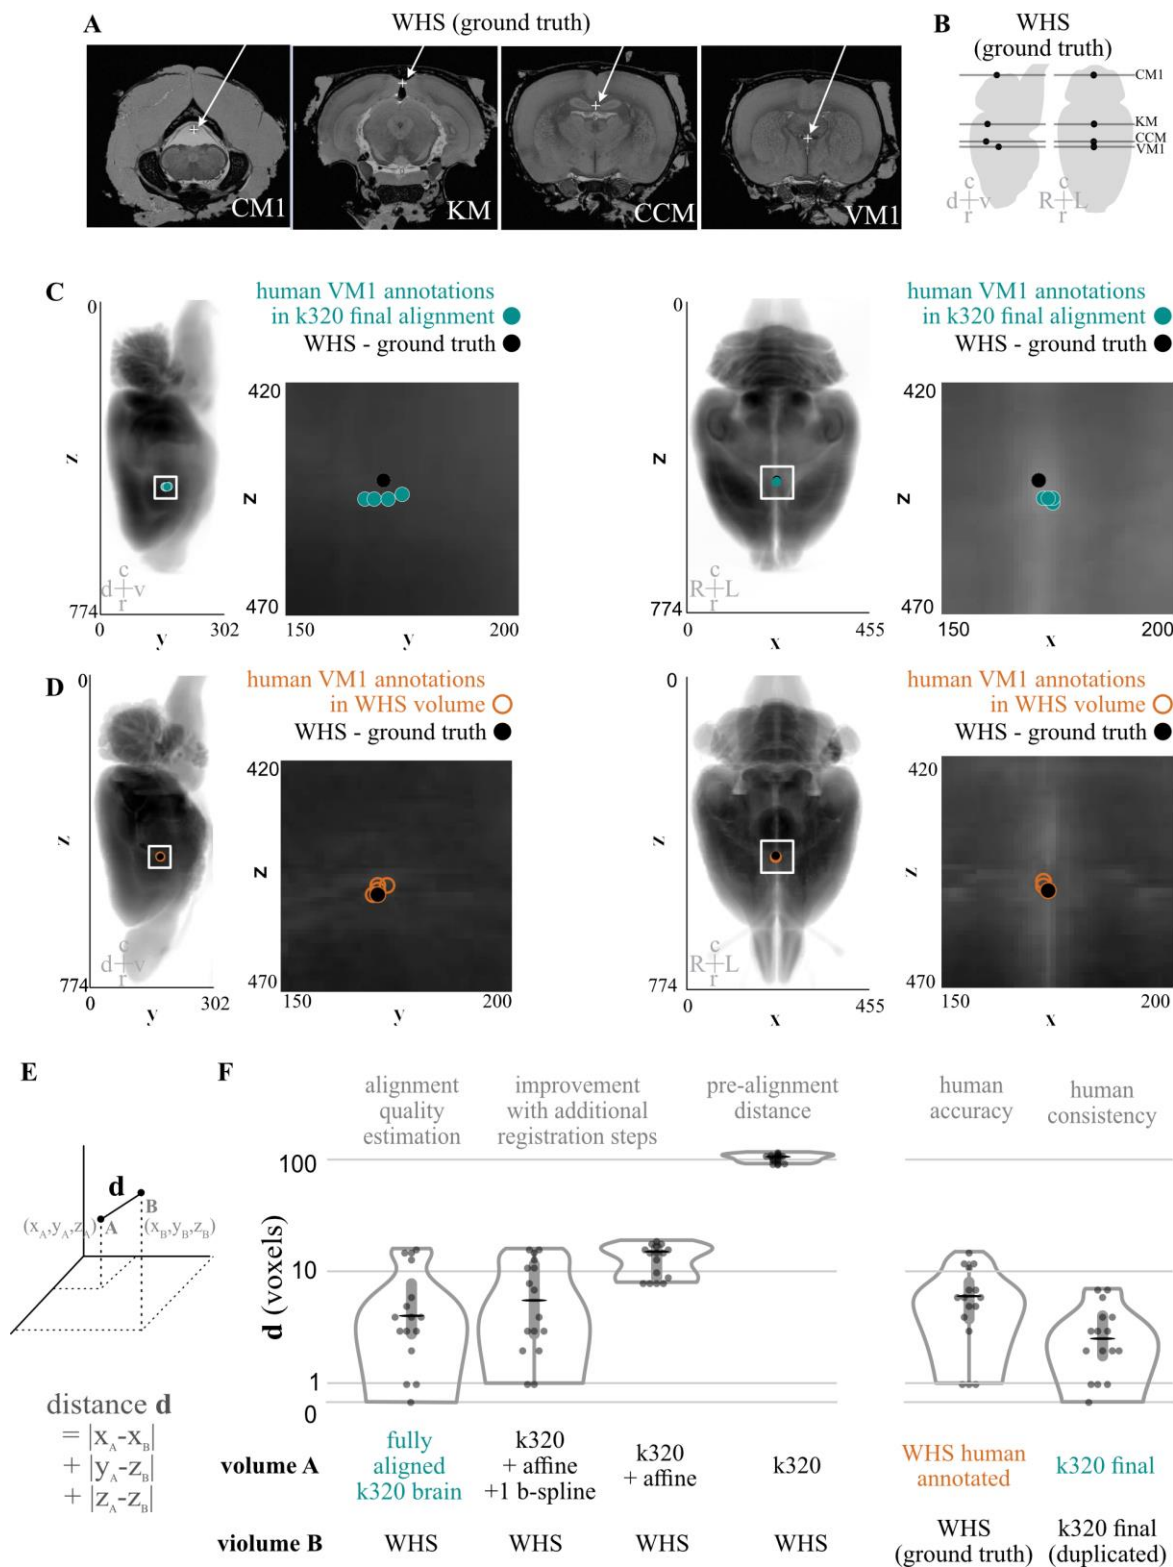 A
WHS (ground truth)
CM1
KM
CCM
VM1
B
WHS
(ground truth)
CM1
KM
CCM
VM1
c
d v
r
c
R L
r
C
0
z
774
c
d v
r
0
302
y
human VM1 annotations
in k320 final alignment
WHS - ground truth
420
z
470
150
y
200
0
z
774
c
R L
r
0
455
x
human VM1 annotations
in k320 final alignment
WHS - ground truth
420
z
470
150
x
200
D
0
z
774
c
d v
r
0
302
y
human VM1 annotations
in WHS volume
WHS - ground truth
420
z
470
150
y
200
0
z
774
c
R L
r
0
455
x
human VM1 annotations
in WHS volume
WHS - ground truth
420
z
470
150
x
200
E
d
B
A
(xA,yA,zA)
(xB,yB,zB)
distance d
= |xA-xB|
+ |yA-zB|
+ |zA-zB|
F
alignment
quality
estimation
improvement
with additional
registration steps
pre-alignment
distance
human
accuracy
human
consistency
d (voxels)
100
10
1
0
volume A
fully
aligned
k320 brain
k320
+ affine
+1 b-spline
k320
+ affine
k320
WHS human
annotated
k320 final
violume B
WHS
WHS
WHS
WHS
WHS
(ground truth)
k320 final
(duplicated)